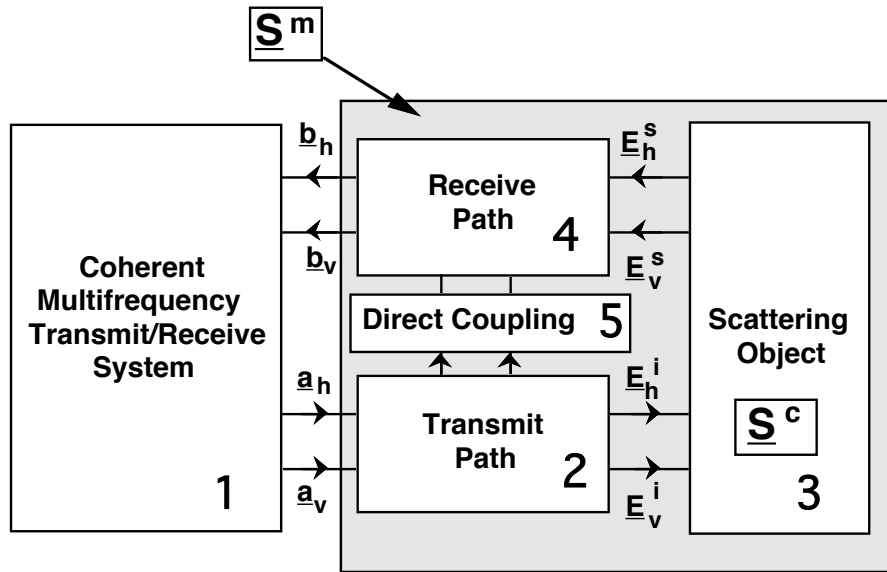 S m
b h
E h s
Receive
Path
4
b v
E v s
Coherent
Multifrequency
Transmit/Receive
System
1
Direct Coupling 5
Scattering
Object
S c
3
a h
E h i
Transmit
Path
2
a v
E v i